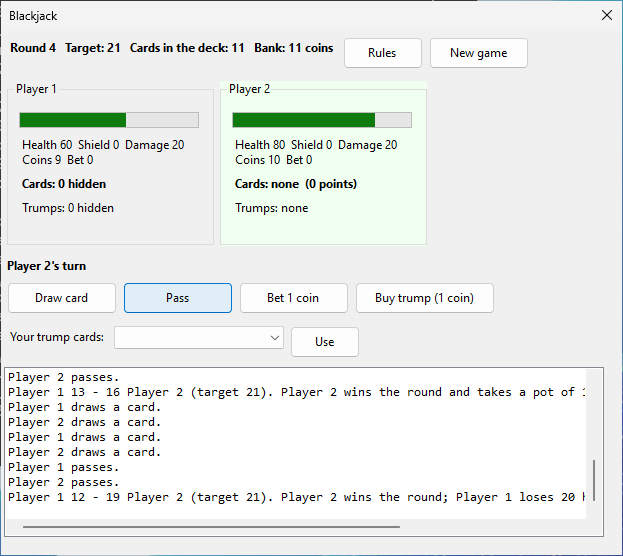 Blackjack
Round 4 Target: 21 Cards in the deck: 11 Bank: 11 coins
Rules
New game
Player 1
Health 60 Shield 0 Damage 20
Coins 9 Bet 0
Cards: 0 hidden
Trumps: 0 hidden
Player 2
Health 80 Shield 0 Damage 20
Coins 10 Bet 0
Cards: none (0 points)
Trumps: none
Player 2's turn
Draw card
Pass
Bet 1 coin
Buy trump (1 coin)
Your trump cards:
Use
Player 2 passes.
Player 1 13 - 16 Player 2 (target 21). Player 2 wins the round and takes a pot of
Player 1 draws a card.
Player 2 draws a card.
Player 1 draws a card.
Player 2 draws a card.
Player 1 passes.
Player 2 passes.
Player 1 12 - 19 Player 2 (target 21). Player 2 wins the round; Player 1 loses 20